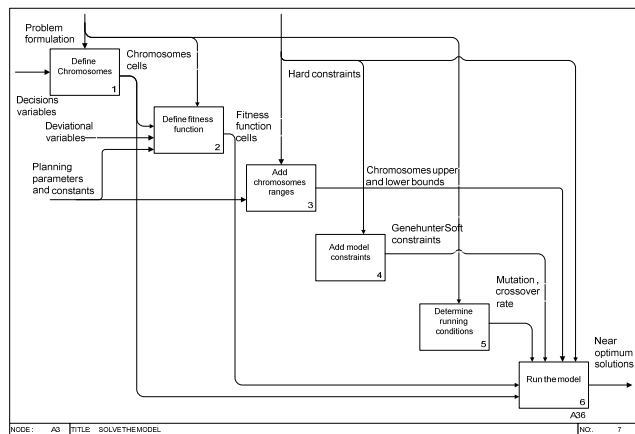 Problem
formulation
Define
Chromosomes
1
Chromosomes
cells
Hard constraints
Decisions
variables
Deviational
variables
Define fitness
function
2
Fitness
function
cells
Planning
parameters
and constants
Add
chromosomes
ranges
3
Chromosomes upper
and lower bounds
Add model
constraints
4
Genehunter Soft
constraints
Mutation ,
crossover
rate
Determine
running
conditions
5
Near
optimum
solutions
Run the model
6
A36
NODE: A3 TITLE: SOLVE THE MODEL NO.: 7